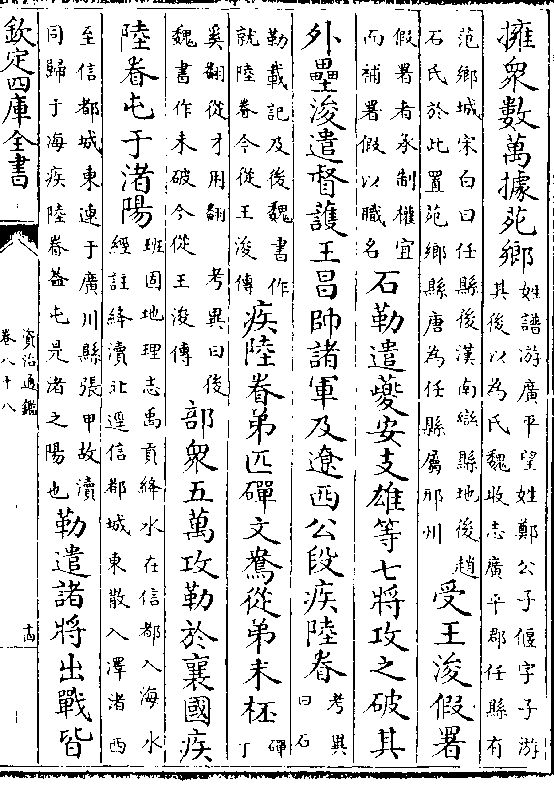 擁衆數萬據苑鄉
姓譜游廣平望姓鄭公子偃字子游
其後以為氏魏收志廣平郡任縣有
范鄉城宋白曰任縣後漢南䜌縣地後趙
石氏於此置苑鄉縣唐為任縣屬邢州
受王浚假署
假署者承制權宜
而補署假以職名
石勒遣夔安支雄等七將攻之破其
外壘浚遣督護王昌帥諸軍及遼西公段疾陸眷
考異
曰石
勒載記及後魏書作
就陸眷今從王浚傳
疾陸眷弟匹磾文鴦從弟末柸
磾
丁
奚翻從才用翻 考異曰後
魏書作末破今從王浚傳
部衆五萬攻勒於襄國疾
陸眷屯于渚陽
班固地理志禹貢絳水在信都入海水
經註絳瀆北逕信都城東散入澤渚西
至信都城東連于廣川縣張甲故瀆
同歸于海疾陸眷蓋屯是渚之陽也
勒遣諸將出戰皆
欽定四庫全書
資治通鑑
卷八十八
十四